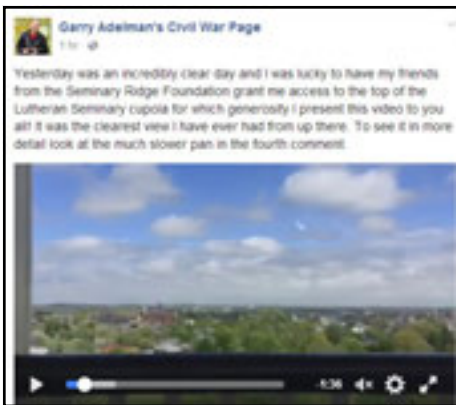 Garry Adelman's Civil War Page
1 hr ·
Yesterday was an incredibly clear day and I was lucky to have my friends
from the Seminary Ridge Foundation grant me access to the top of the
Lutheran Seminary cupola for which generosity I present this video to you
all! It was the clearest view I have ever had from up there. To see it in more
detail look at the much slower pan in the fourth comment.
-1:36